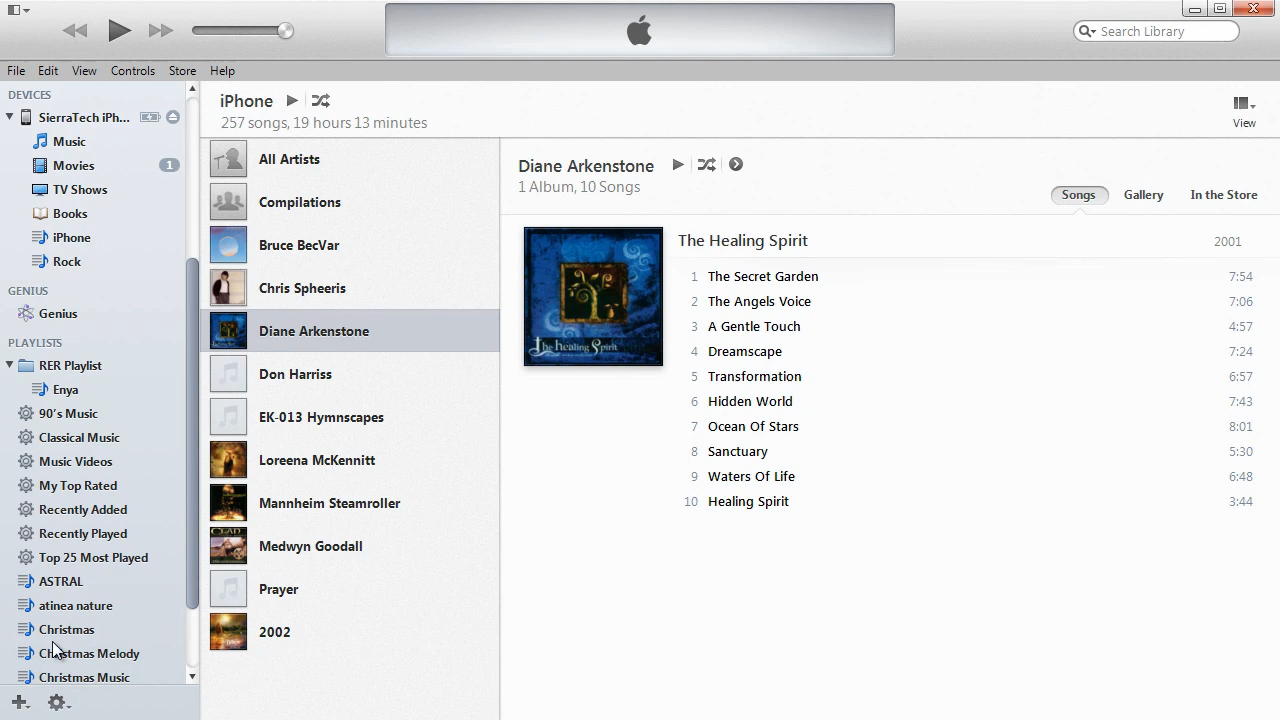 Search Library
File Edit View Controls Store Help
DEVICES
SierraTech iPh...
Music
Movies 1
TV Shows
Books
iPhone
Rock
GENIUS
Genius
PLAYLISTS
RER Playlist
Enya
90's Music
Classical Music
Music Videos
My Top Rated
Recently Added
Recently Played
Top 25 Most Played
ASTRAL
atinea nature
Christmas
Christmas Melody
Christmas Music
iPhone
257 songs, 19 hours 13 minutes
View
All Artists
Compilations
Bruce BecVar
Chris Spheeris
Diane Arkenstone
Don Harriss
EK-013 Hymnscapes
Loreena McKennitt
Mannheim Steamroller
Medwyn Goodall
Prayer
2002
Diane Arkenstone
1 Album, 10 Songs
Songs Gallery In the Store
The Healing Spirit
The Healing Spirit 2001
1 The Secret Garden 7:54
2 The Angels Voice 7:06
3 A Gentle Touch 4:57
4 Dreamscape 7:24
5 Transformation 6:57
6 Hidden World 7:43
7 Ocean Of Stars 8:01
8 Sanctuary 5:30
9 Waters Of Life 6:48
10 Healing Spirit 3:44